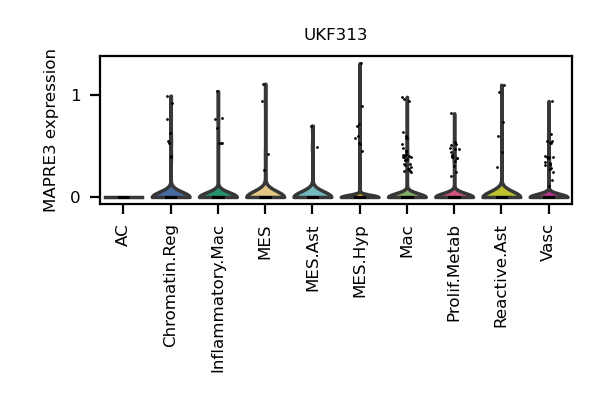 UKF313
MAPRE3 expression
1
0
AC
Chromatin.Reg
Inflammatory.Mac
MES
MES.Ast
MES.Hyp
Mac
Prolif.Metab
Reactive.Ast
Vasc